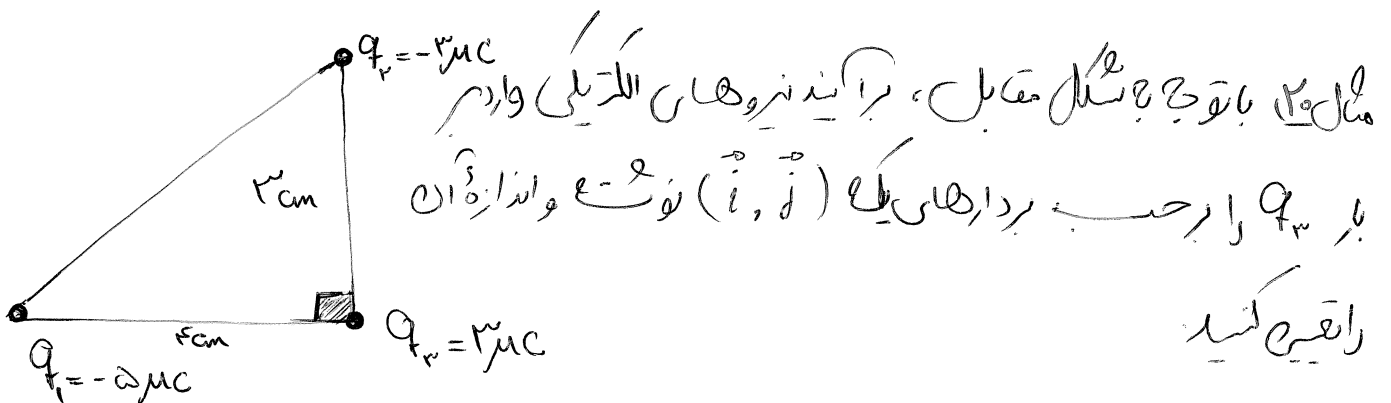 q₂ = -۳μC
مثال ۲۰) با توجه به شکل مقابل، برآیند نیروهای الکتریکی وارد بر
بار q₃ را برحسب بردارهای یکه (i⃗, j⃗) نوشته و اندازهٔ آن
را تعیین کنید
۳cm
۴cm
q₃ = ۳μC
q₁ = -۵μC